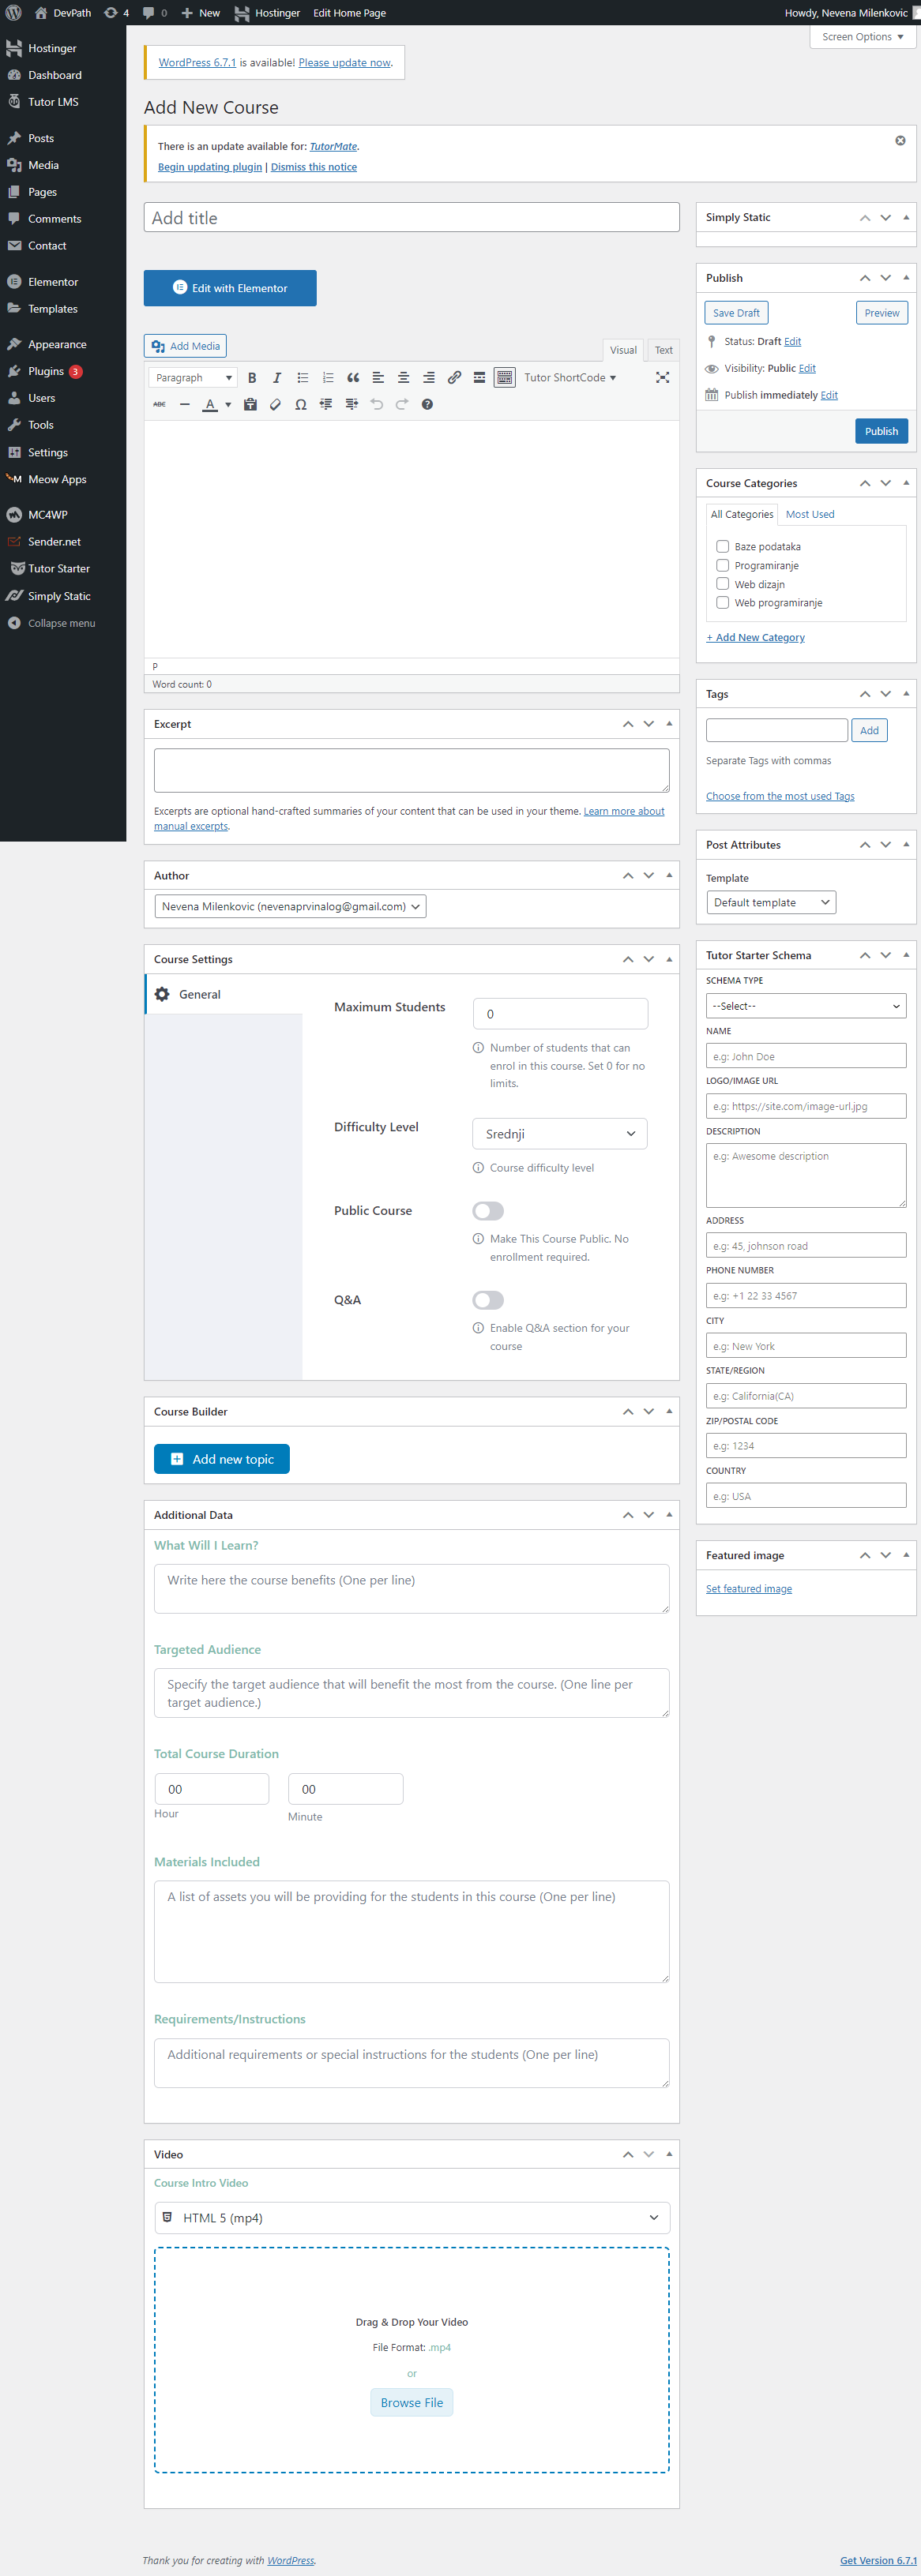 DevPath
4
0
New
Hostinger
Edit Home Page
Howdy, Nevena Milenkovic
Screen Options
Hostinger
Dashboard
Tutor LMS
Posts
Media
Pages
Comments
Contact
Elementor
Templates
Appearance
Plugins 3
Users
Tools
Settings
Meow Apps
MC4WP
Sender.net
Tutor Starter
Simply Static
Collapse menu
WordPress 6.7.1 is available! Please update now.
Add New Course
There is an update available for: TutorMate.
Begin updating plugin | Dismiss this notice
Add title
Edit with Elementor
Add Media
Visual
Text
Paragraph
B
I
Tutor ShortCode
ABC
A
Ω
P
Word count: 0
Excerpt
Excerpts are optional hand-crafted summaries of your content that can be used in your theme. Learn more about
manual excerpts.
Author
Nevena Milenkovic (nevenaprvinalog@gmail.com)
Course Settings
General
Maximum Students
0
Number of students that can
enrol in this course. Set 0 for no
limits.
Difficulty Level
Srednji
Course difficulty level
Public Course
Make This Course Public. No
enrollment required.
Q&A
Enable Q&A section for your
course
Course Builder
Add new topic
Additional Data
What Will I Learn?
Write here the course benefits (One per line)
Targeted Audience
Specify the target audience that will benefit the most from the course. (One line per
target audience.)
Total Course Duration
00
00
Hour
Minute
Materials Included
A list of assets you will be providing for the students in this course (One per line)
Requirements/Instructions
Additional requirements or special instructions for the students (One per line)
Video
Course Intro Video
HTML 5 (mp4)
Drag & Drop Your Video
File Format: .mp4
or
Browse File
Simply Static
Publish
Save Draft
Preview
Status: Draft Edit
Visibility: Public Edit
Publish immediately Edit
Publish
Course Categories
All Categories
Most Used
Baze podataka
Programiranje
Web dizajn
Web programiranje
+ Add New Category
Tags
Add
Separate Tags with commas
Choose from the most used Tags
Post Attributes
Template
Default template
Tutor Starter Schema
SCHEMA TYPE
--Select--
NAME
e.g: John Doe
LOGO/IMAGE URL
e.g: https://site.com/image-url.jpg
DESCRIPTION
e.g: Awesome description
ADDRESS
e.g: 45, johnson road
PHONE NUMBER
e.g: +1 22 33 4567
CITY
e.g: New York
STATE/REGION
e.g: California(CA)
ZIP/POSTAL CODE
e.g: 1234
COUNTRY
e.g: USA
Featured image
Set featured image
Thank you for creating with WordPress.
Get Version 6.7.1